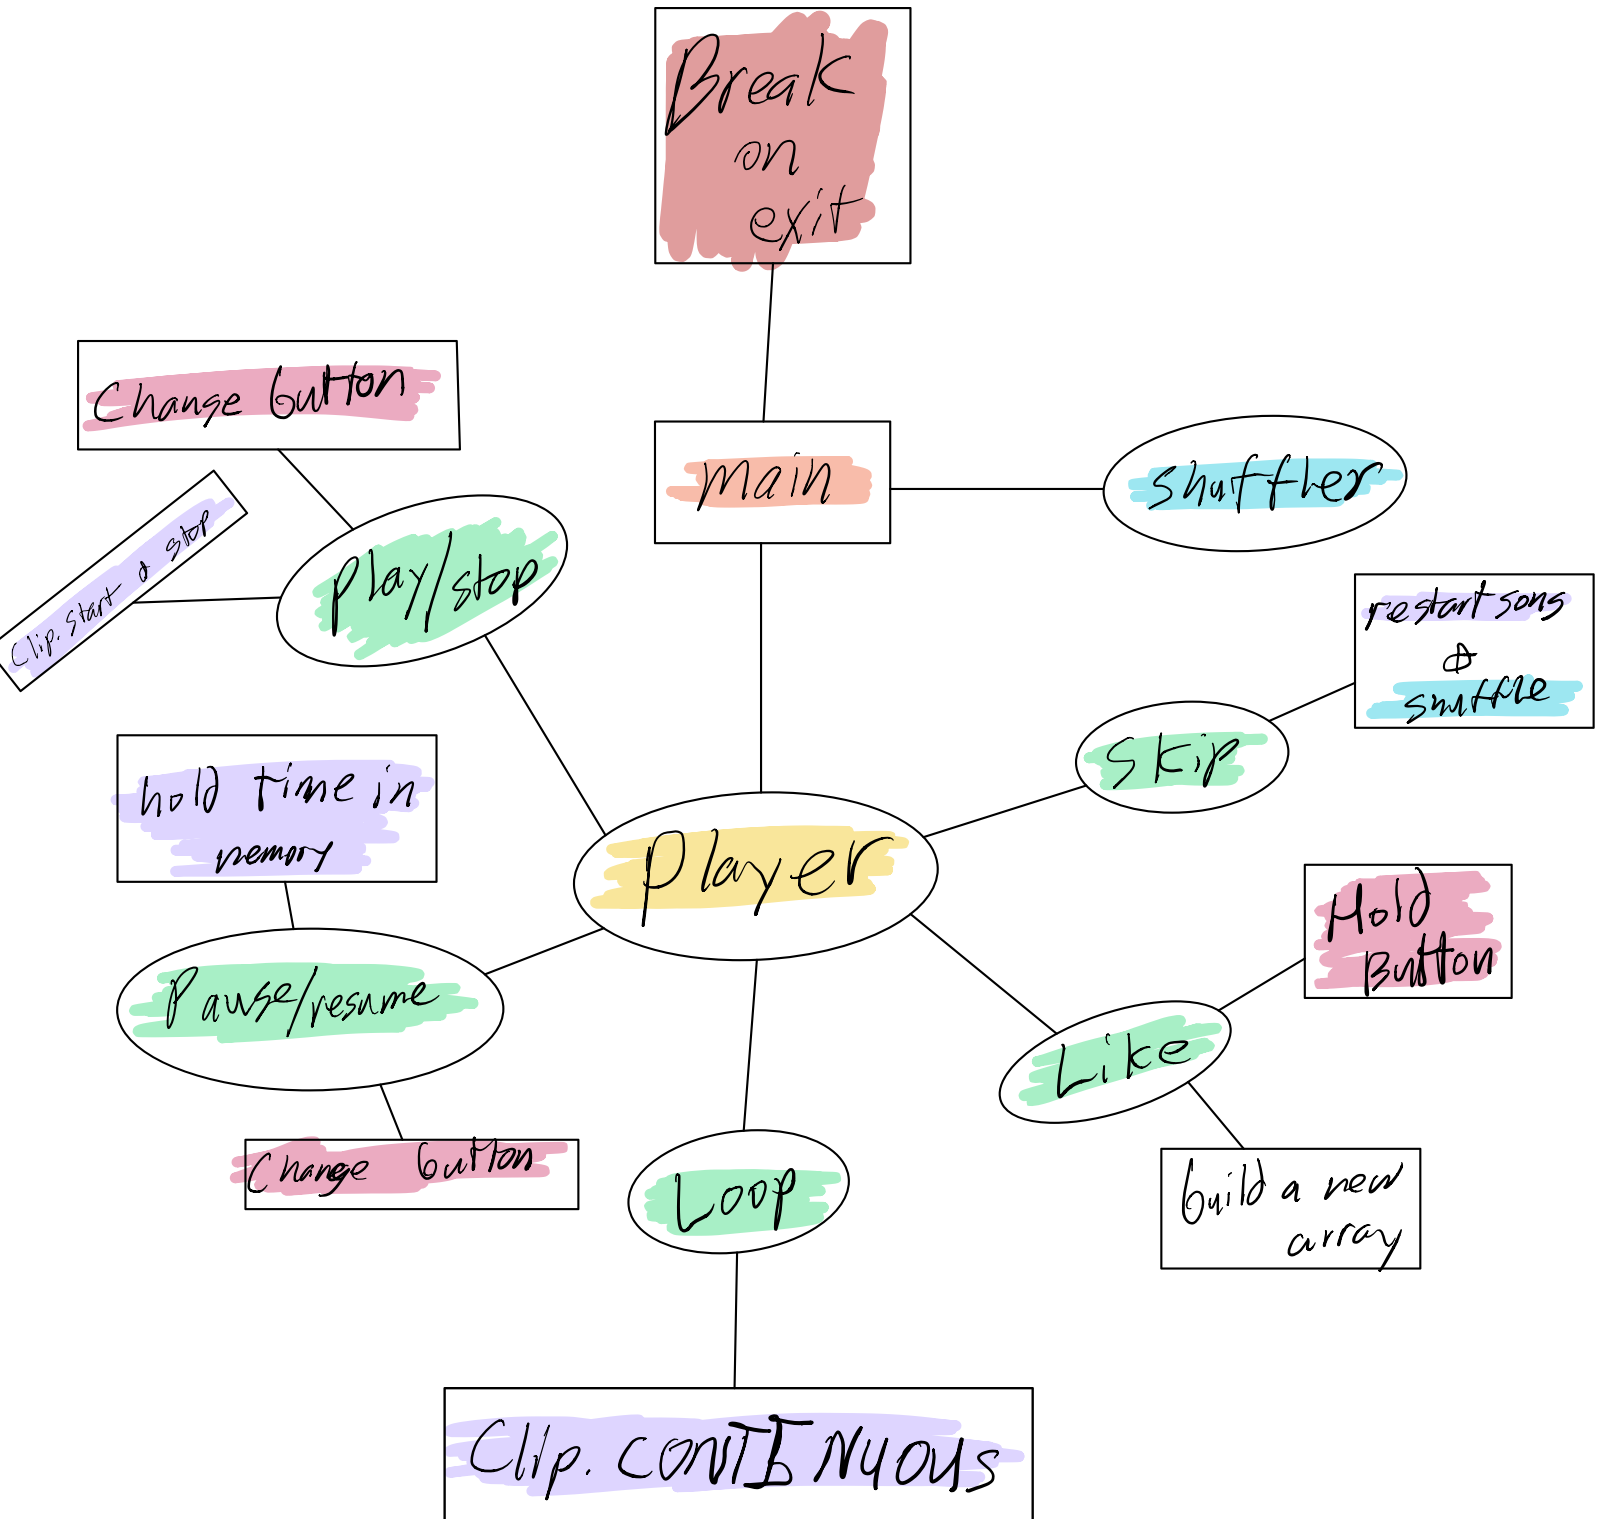 Break
on
exit
Change button
main
shuffler
Clip. start & stop
play/stop
restart song
&
shuffle
skip
hold time in
memory
player
Hold
Button
Pause/resume
Like
Change button
Loop
build a new
array
Clip. CONTINUOUS